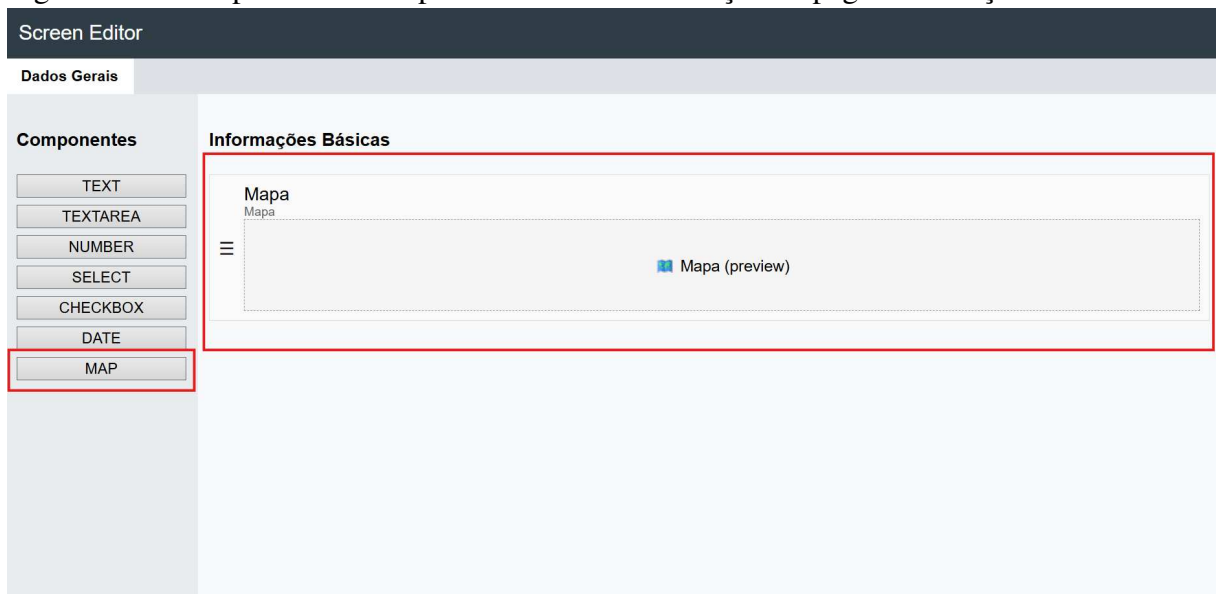 Screen Editor
Dados Gerais
Componentes
TEXT
TEXTAREA
NUMBER
SELECT
CHECKBOX
DATE
MAP
Informações Básicas
Mapa
Mapa
☰
Mapa (preview)